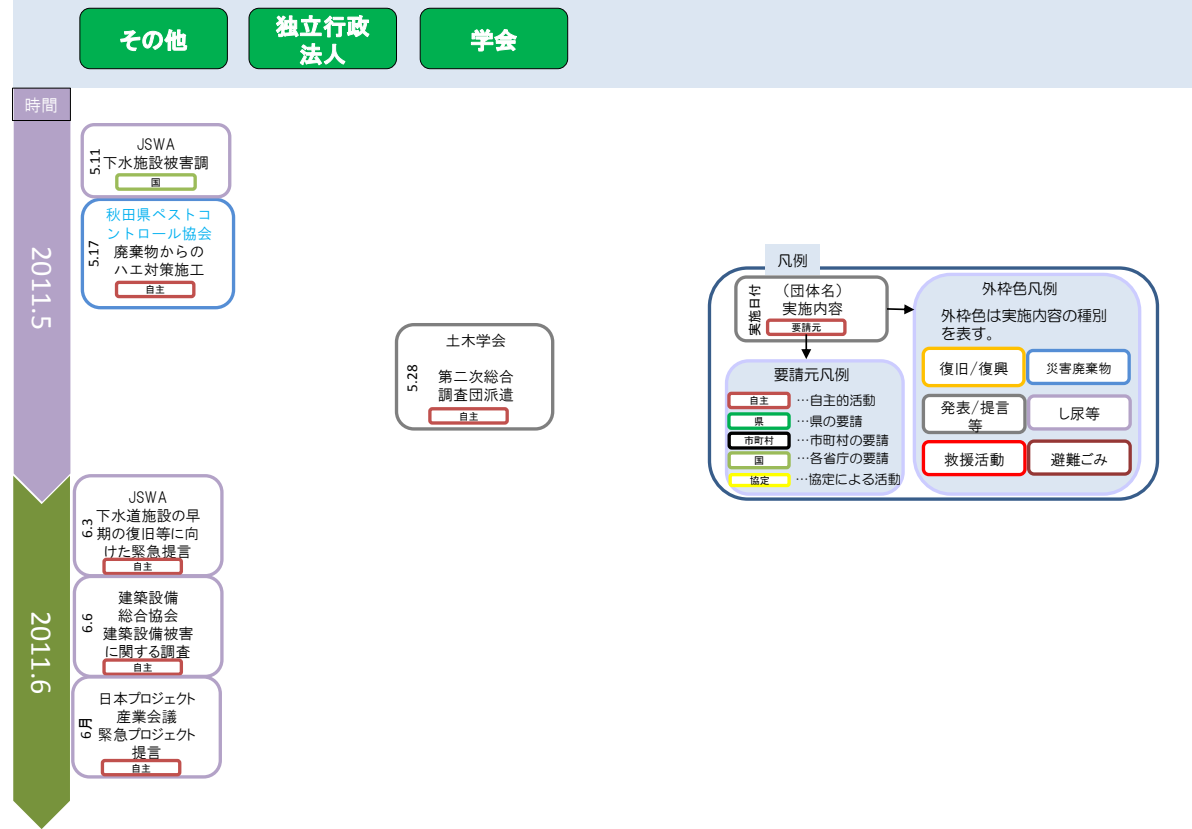 その他
独立行政
法人
学会
時間
2011.5
5.11
JSWA
下水施設被害調
国
5.17
秋田県ペストコ
ントロール協会
廃棄物からの
ハエ対策施工
自主
5.28
土木学会
第二次総合
調査団派遣
自主
2011.6
6.3
JSWA
下水道施設の早
期の復旧等に向
けた緊急提言
自主
6.6
建築設備
総合協会
建築設備被害
に関する調査
自主
6月
日本プロジェクト
産業会議
緊急プロジェクト
提言
自主
凡例
実施日付
(団体名)
実施内容
要請元
要請元凡例
自主 …自主的活動
県 …県の要請
市町村 …市町村の要請
国 …各省庁の要請
協定 …協定による活動
外枠色凡例
外枠色は実施内容の種別
を表す。
復旧/復興
災害廃棄物
発表/提言
等
し尿等
救援活動
避難ごみ